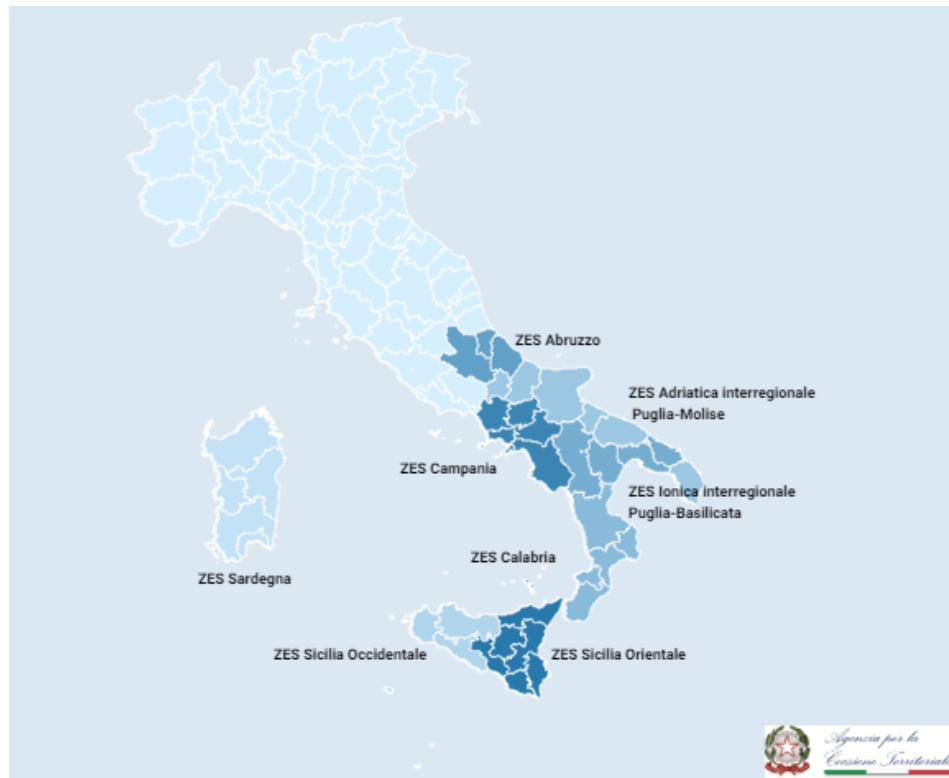 ZES Abruzzo
ZES Adriatica interregionale
Puglia-Molise
ZES Campania
ZES Ionica interregionale
Puglia-Basilicata
ZES Calabria
ZES Sardegna
ZES Sicilia Occidentale
ZES Sicilia Orientale
Agenzia per la
Coesione Territoriale